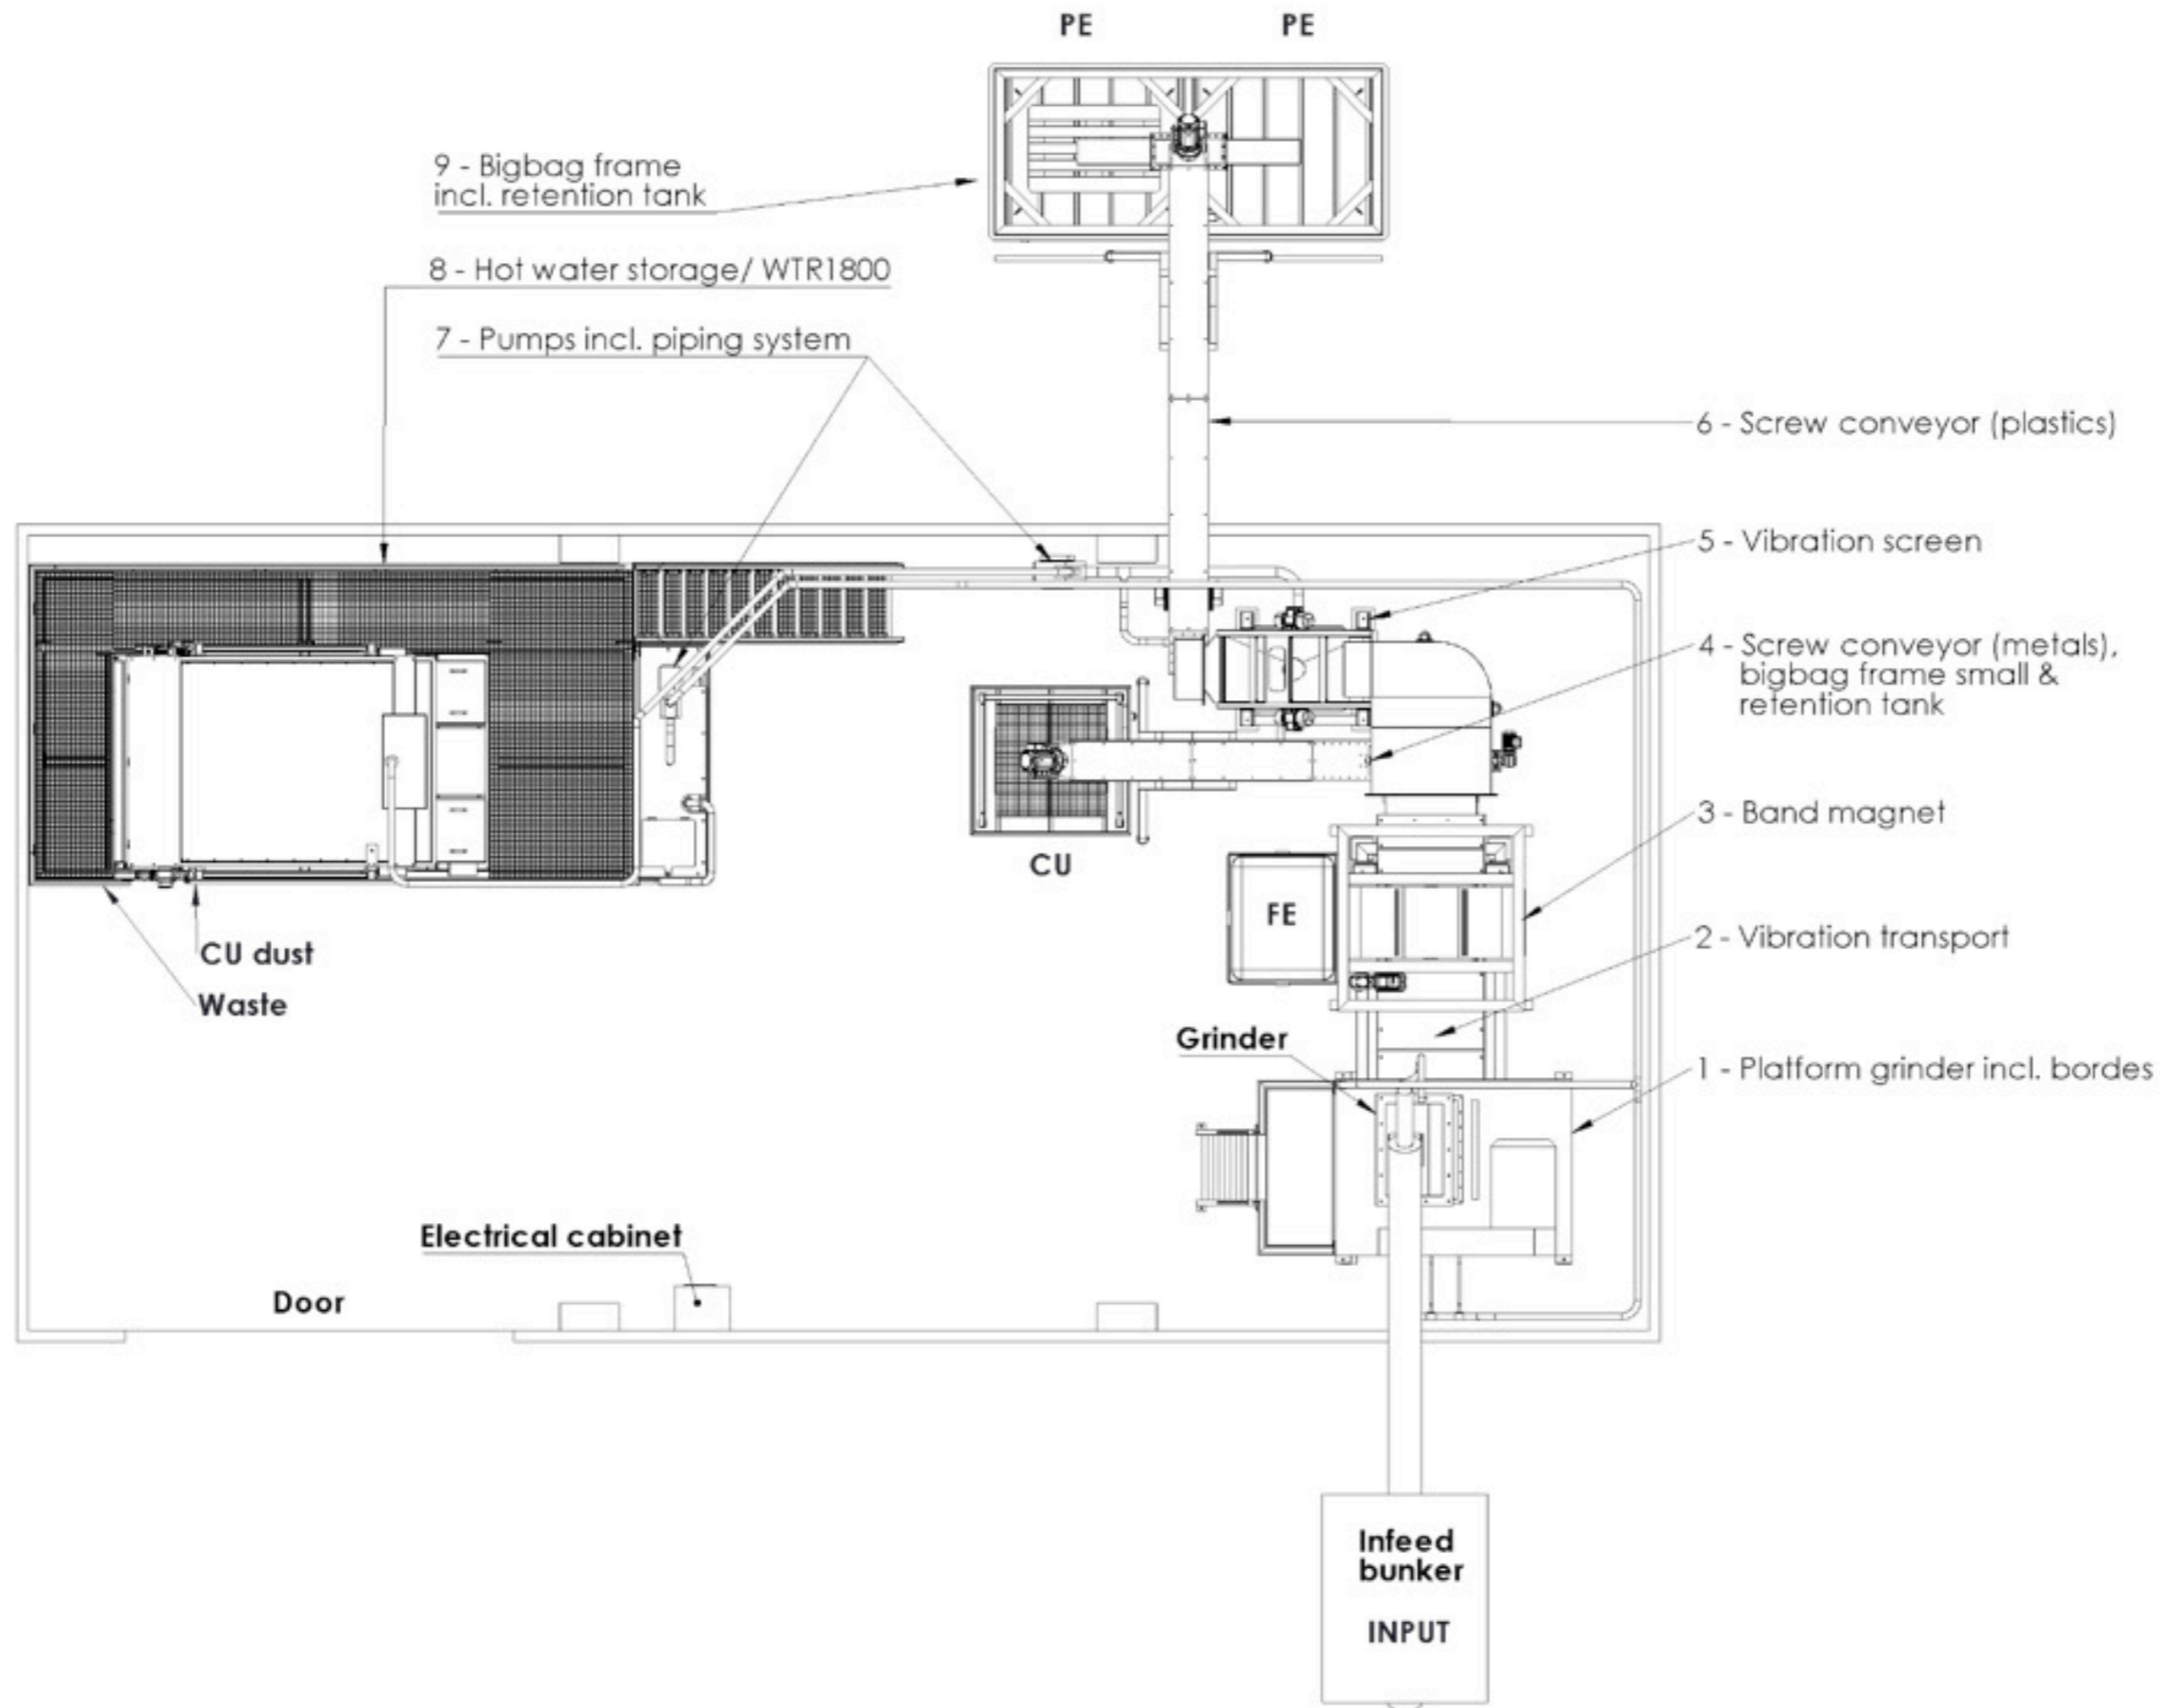 PE PE
9 - Bigbag frame
incl. retention tank
8 - Hot water storage/ WTR1800
7 - Pumps incl. piping system
6 - Screw conveyor (plastics)
5 - Vibration screen
4 - Screw conveyor (metals),
bigbag frame small &
retention tank
3 - Band magnet
CU
FE
2 - Vibration transport
CU dust
Waste
Grinder
1 - Platform grinder incl. bordes
Electrical cabinet
Door
Infeed
bunker
INPUT